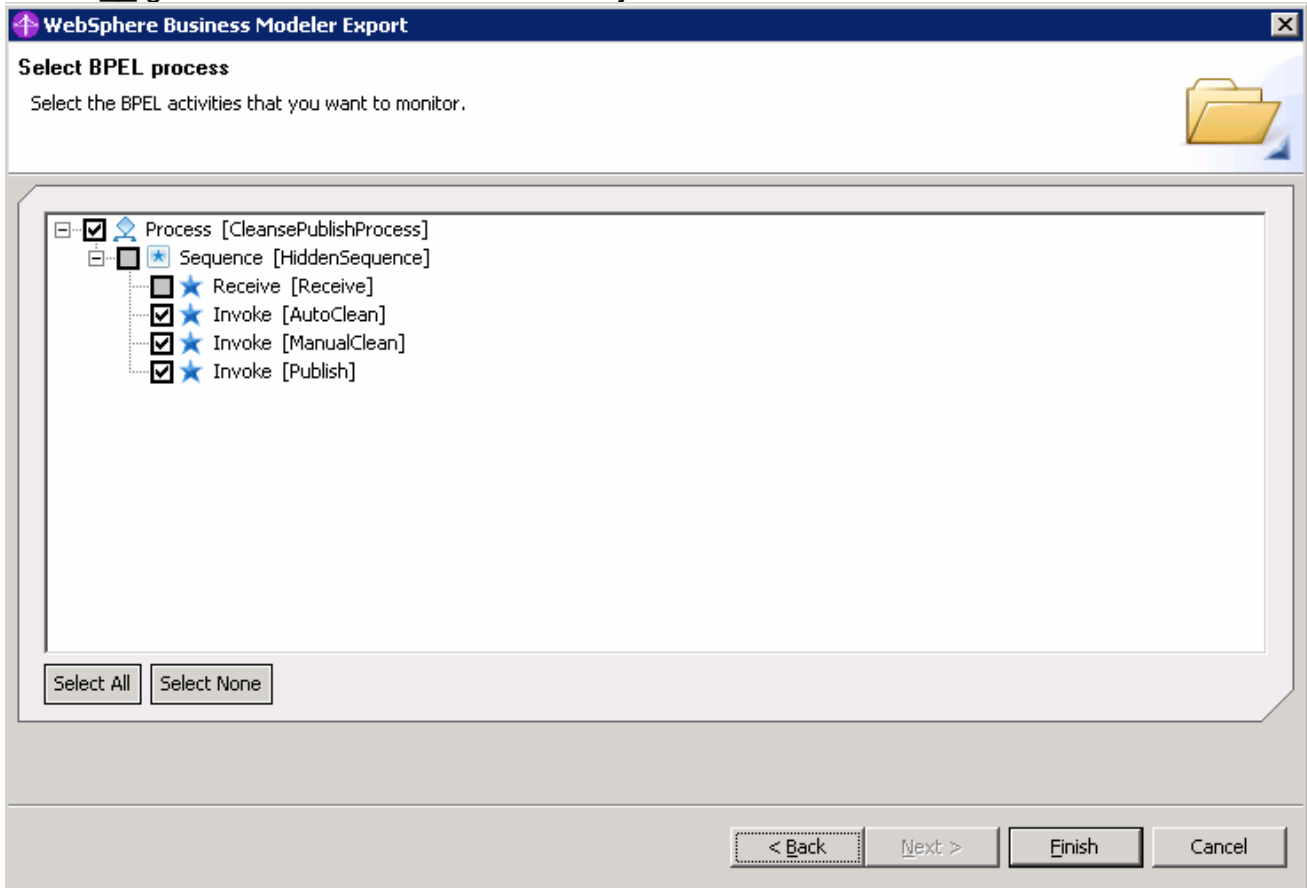 WebSphere Business Modeler Export
Select BPEL process
Select the BPEL activities that you want to monitor.
Process [CleansePublishProcess]
Sequence [HiddenSequence]
Receive [Receive]
Invoke [AutoClean]
Invoke [ManualClean]
Invoke [Publish]
Select All Select None
< Back Next > Finish Cancel